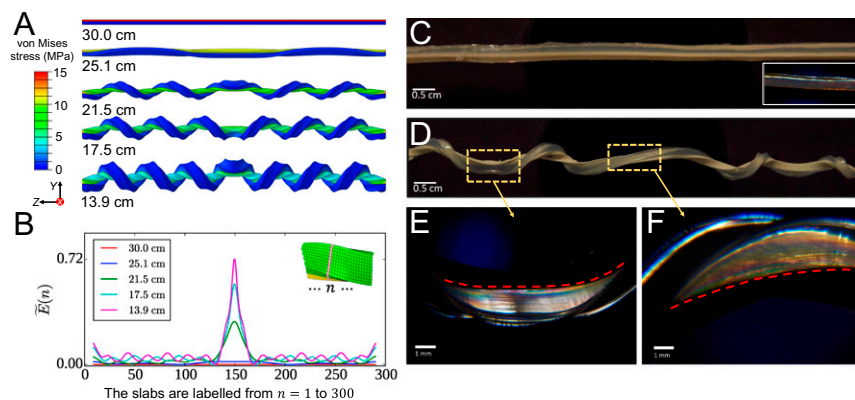 A
von Mises
stress (MPa)
15
10
5
0
Y
Z
X
30.0 cm
25.1 cm
21.5 cm
17.5 cm
13.9 cm
B
0.72
0.00
Ẽ(n)
30.0 cm
25.1 cm
21.5 cm
17.5 cm
13.9 cm
··· n ···
0 50 100 150 200 250 300
The slabs are labelled from n = 1 to 300
C
0.5 cm
D
0.5 cm
E
1 mm
F
1 mm